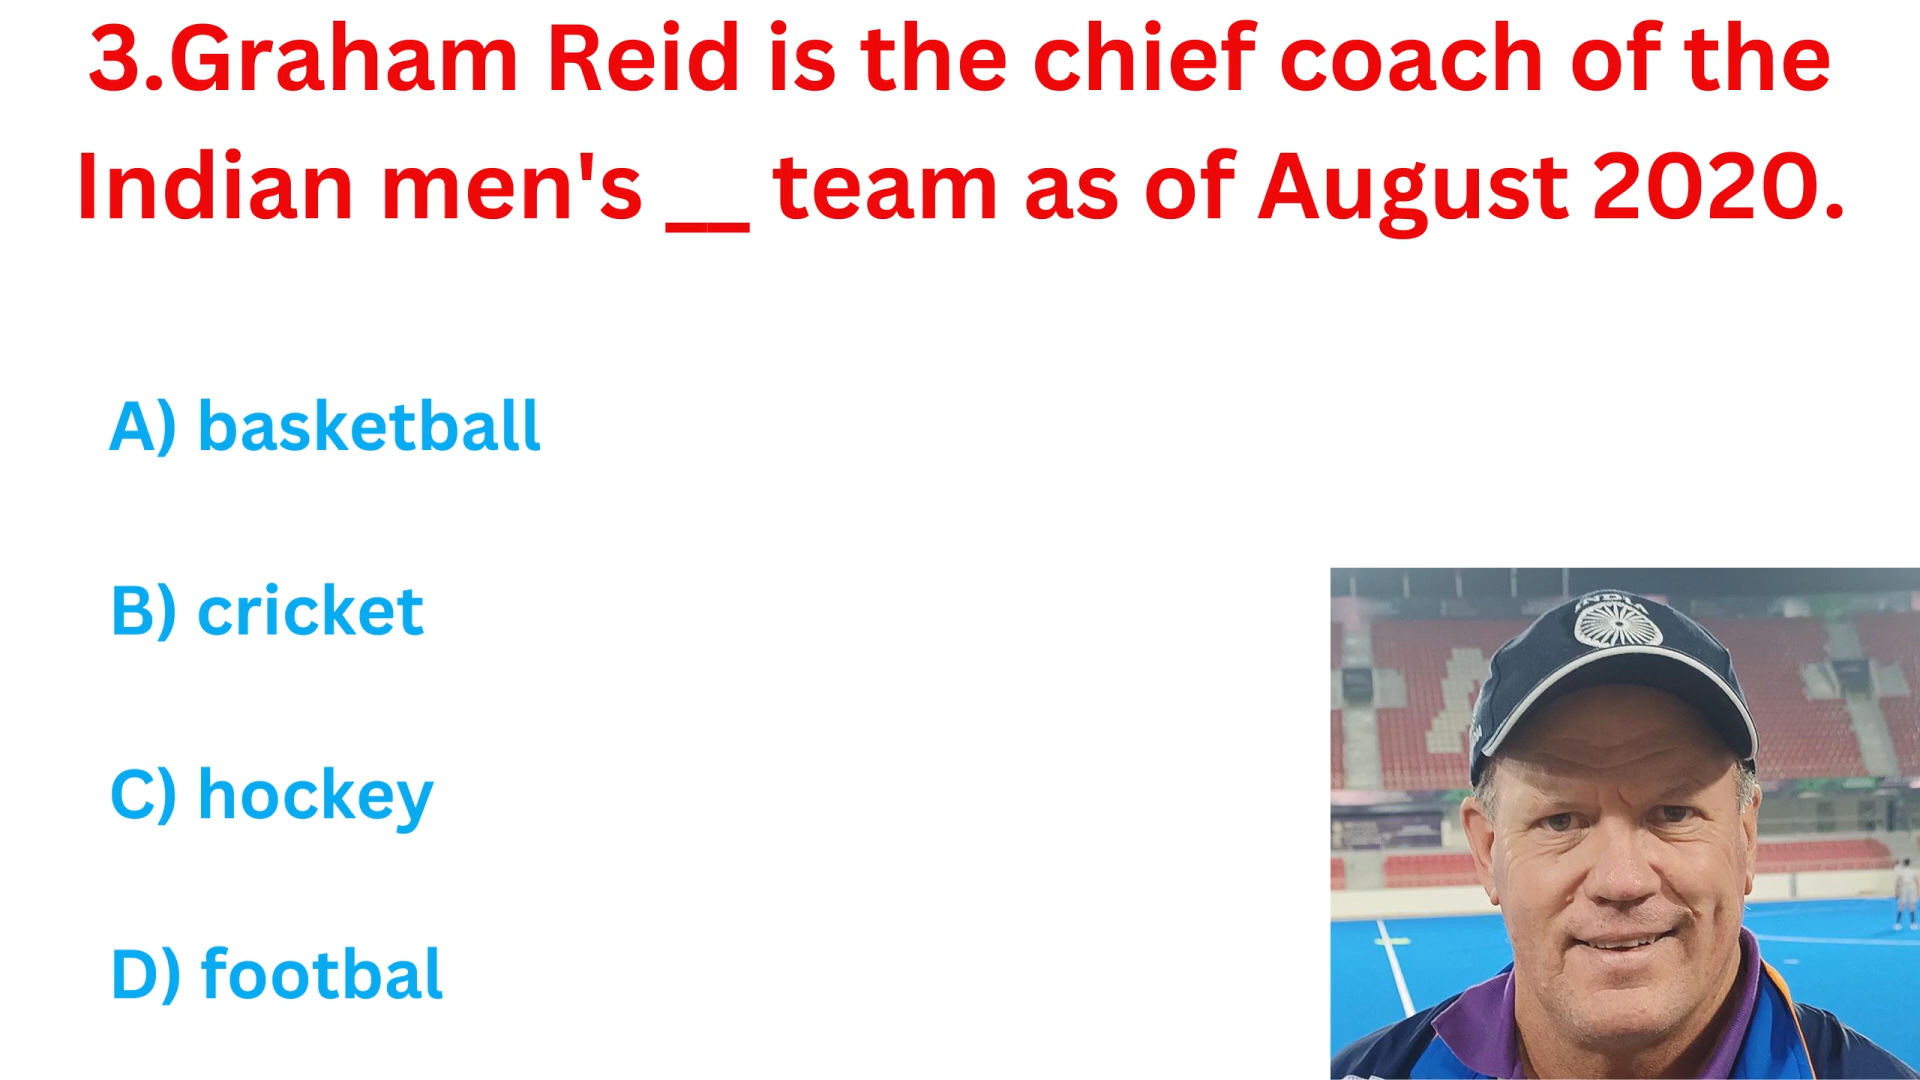 3.Graham Reid is the chief coach of the
Indian men's __ team as of August 2020.
A) basketball
B) cricket
C) hockey
D) footbal
INDIA